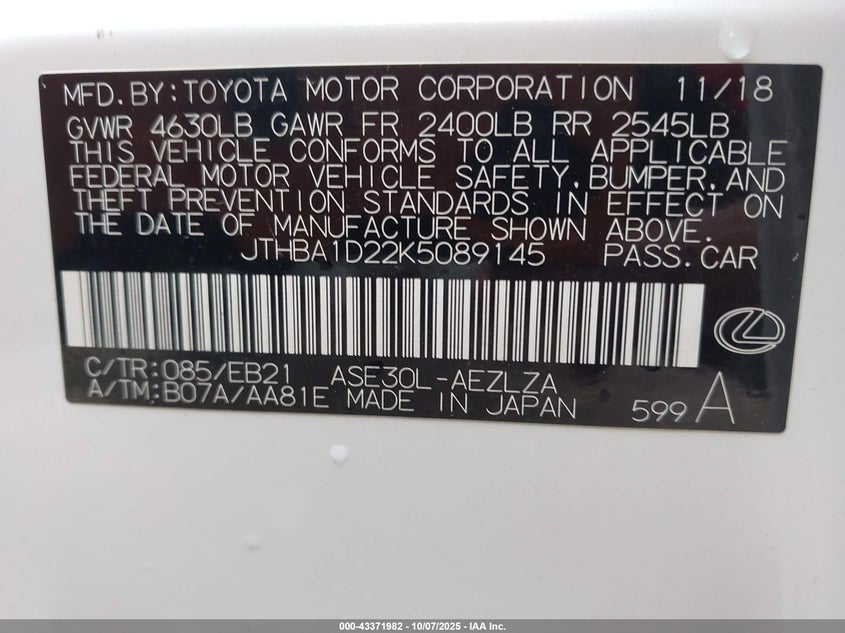 MFD.BY:TOYOTA MOTOR CORPORATION 11/18
GVWR 4630LB GAWR FR 2400LB RR 2545LB
THIS VEHICLE CONFORMS TO ALL APPLICABLE
FEDERAL MOTOR VEHICLE SAFETY,BUMPER,AND
THEFT PREVENTION STANDARDS IN EFFECT ON
THE DATE OF MANUFACTURE SHOWN ABOVE.
JTHBA1D22K5089145 PASS.CAR
C/TR:085/EB21 ASE30L-AEZLZA
A/TM:B07A/AA81E MADE IN JAPAN 599 A
000-43371982 - 10/07/2025 - IAA Inc.